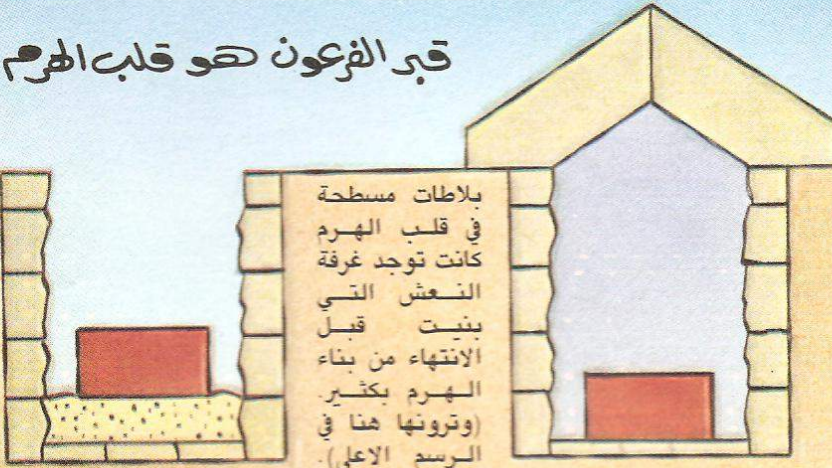 قبر الفرعون هو قلب الهرم
بلاطات مسطحة
في قلب الهرم
كانت توجد غرفة
النعش التي
بنيت قبل
الانتهاء من بناء
الهرم بكثير.
(وترونها هنا في
الرسم الاعلى).